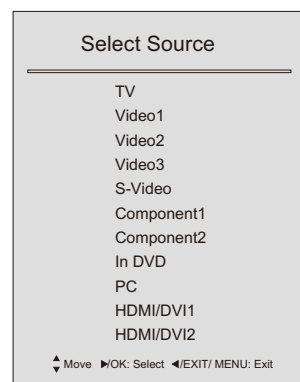 Select Source
TV
Video1
Video2
Video3
S-Video
Component1
Component2
In DVD
PC
HDMI/DVI1
HDMI/DVI2
▲▼ Move ▶/OK: Select ◀/EXIT/ MENU: Exit